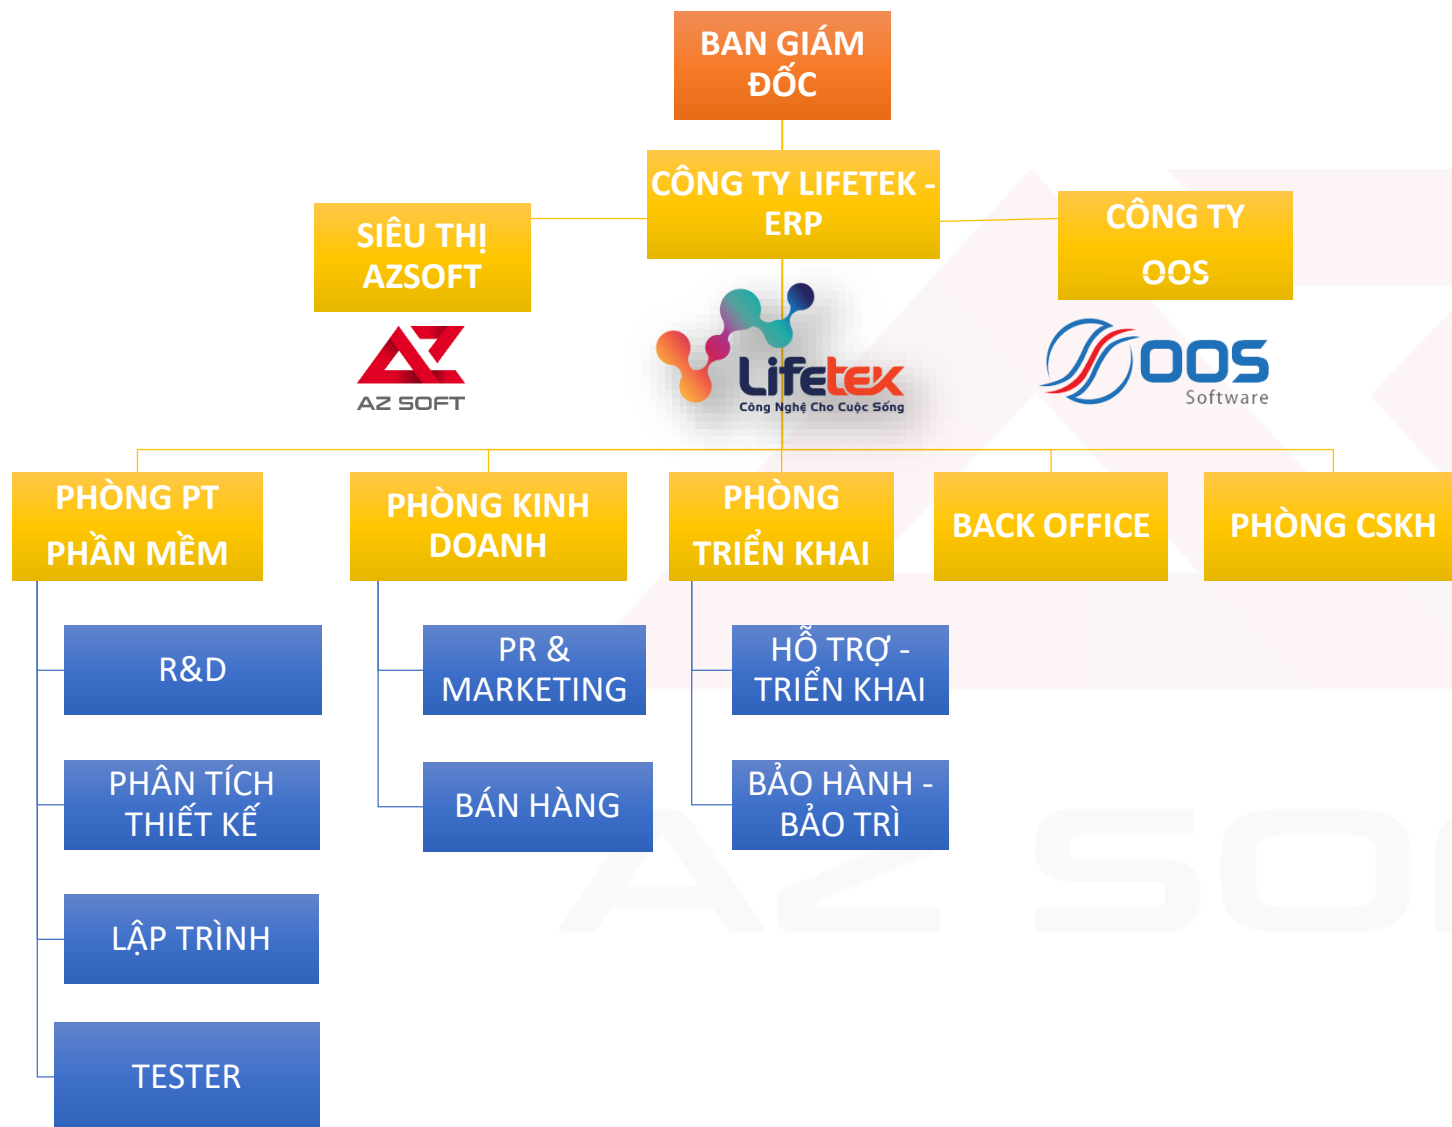 BAN GIÁM
ĐỐC
CÔNG TY LIFETEK -
ERP
SIÊU THỊ
AZSOFT
CÔNG TY
OOS
AZ SOFT
Lifetek
Công Nghệ Cho Cuộc Sống
OOS
Software
PHÒNG PT
PHẦN MỀM
PHÒNG KINH
DOANH
PHÒNG
TRIỂN KHAI
BACK OFFICE
PHÒNG CSKH
R&D
PHÂN TÍCH
THIẾT KẾ
LẬP TRÌNH
TESTER
PR &
MARKETING
BÁN HÀNG
HỖ TRỢ -
TRIỂN KHAI
BẢO HÀNH -
BẢO TRÌ
AZ SO